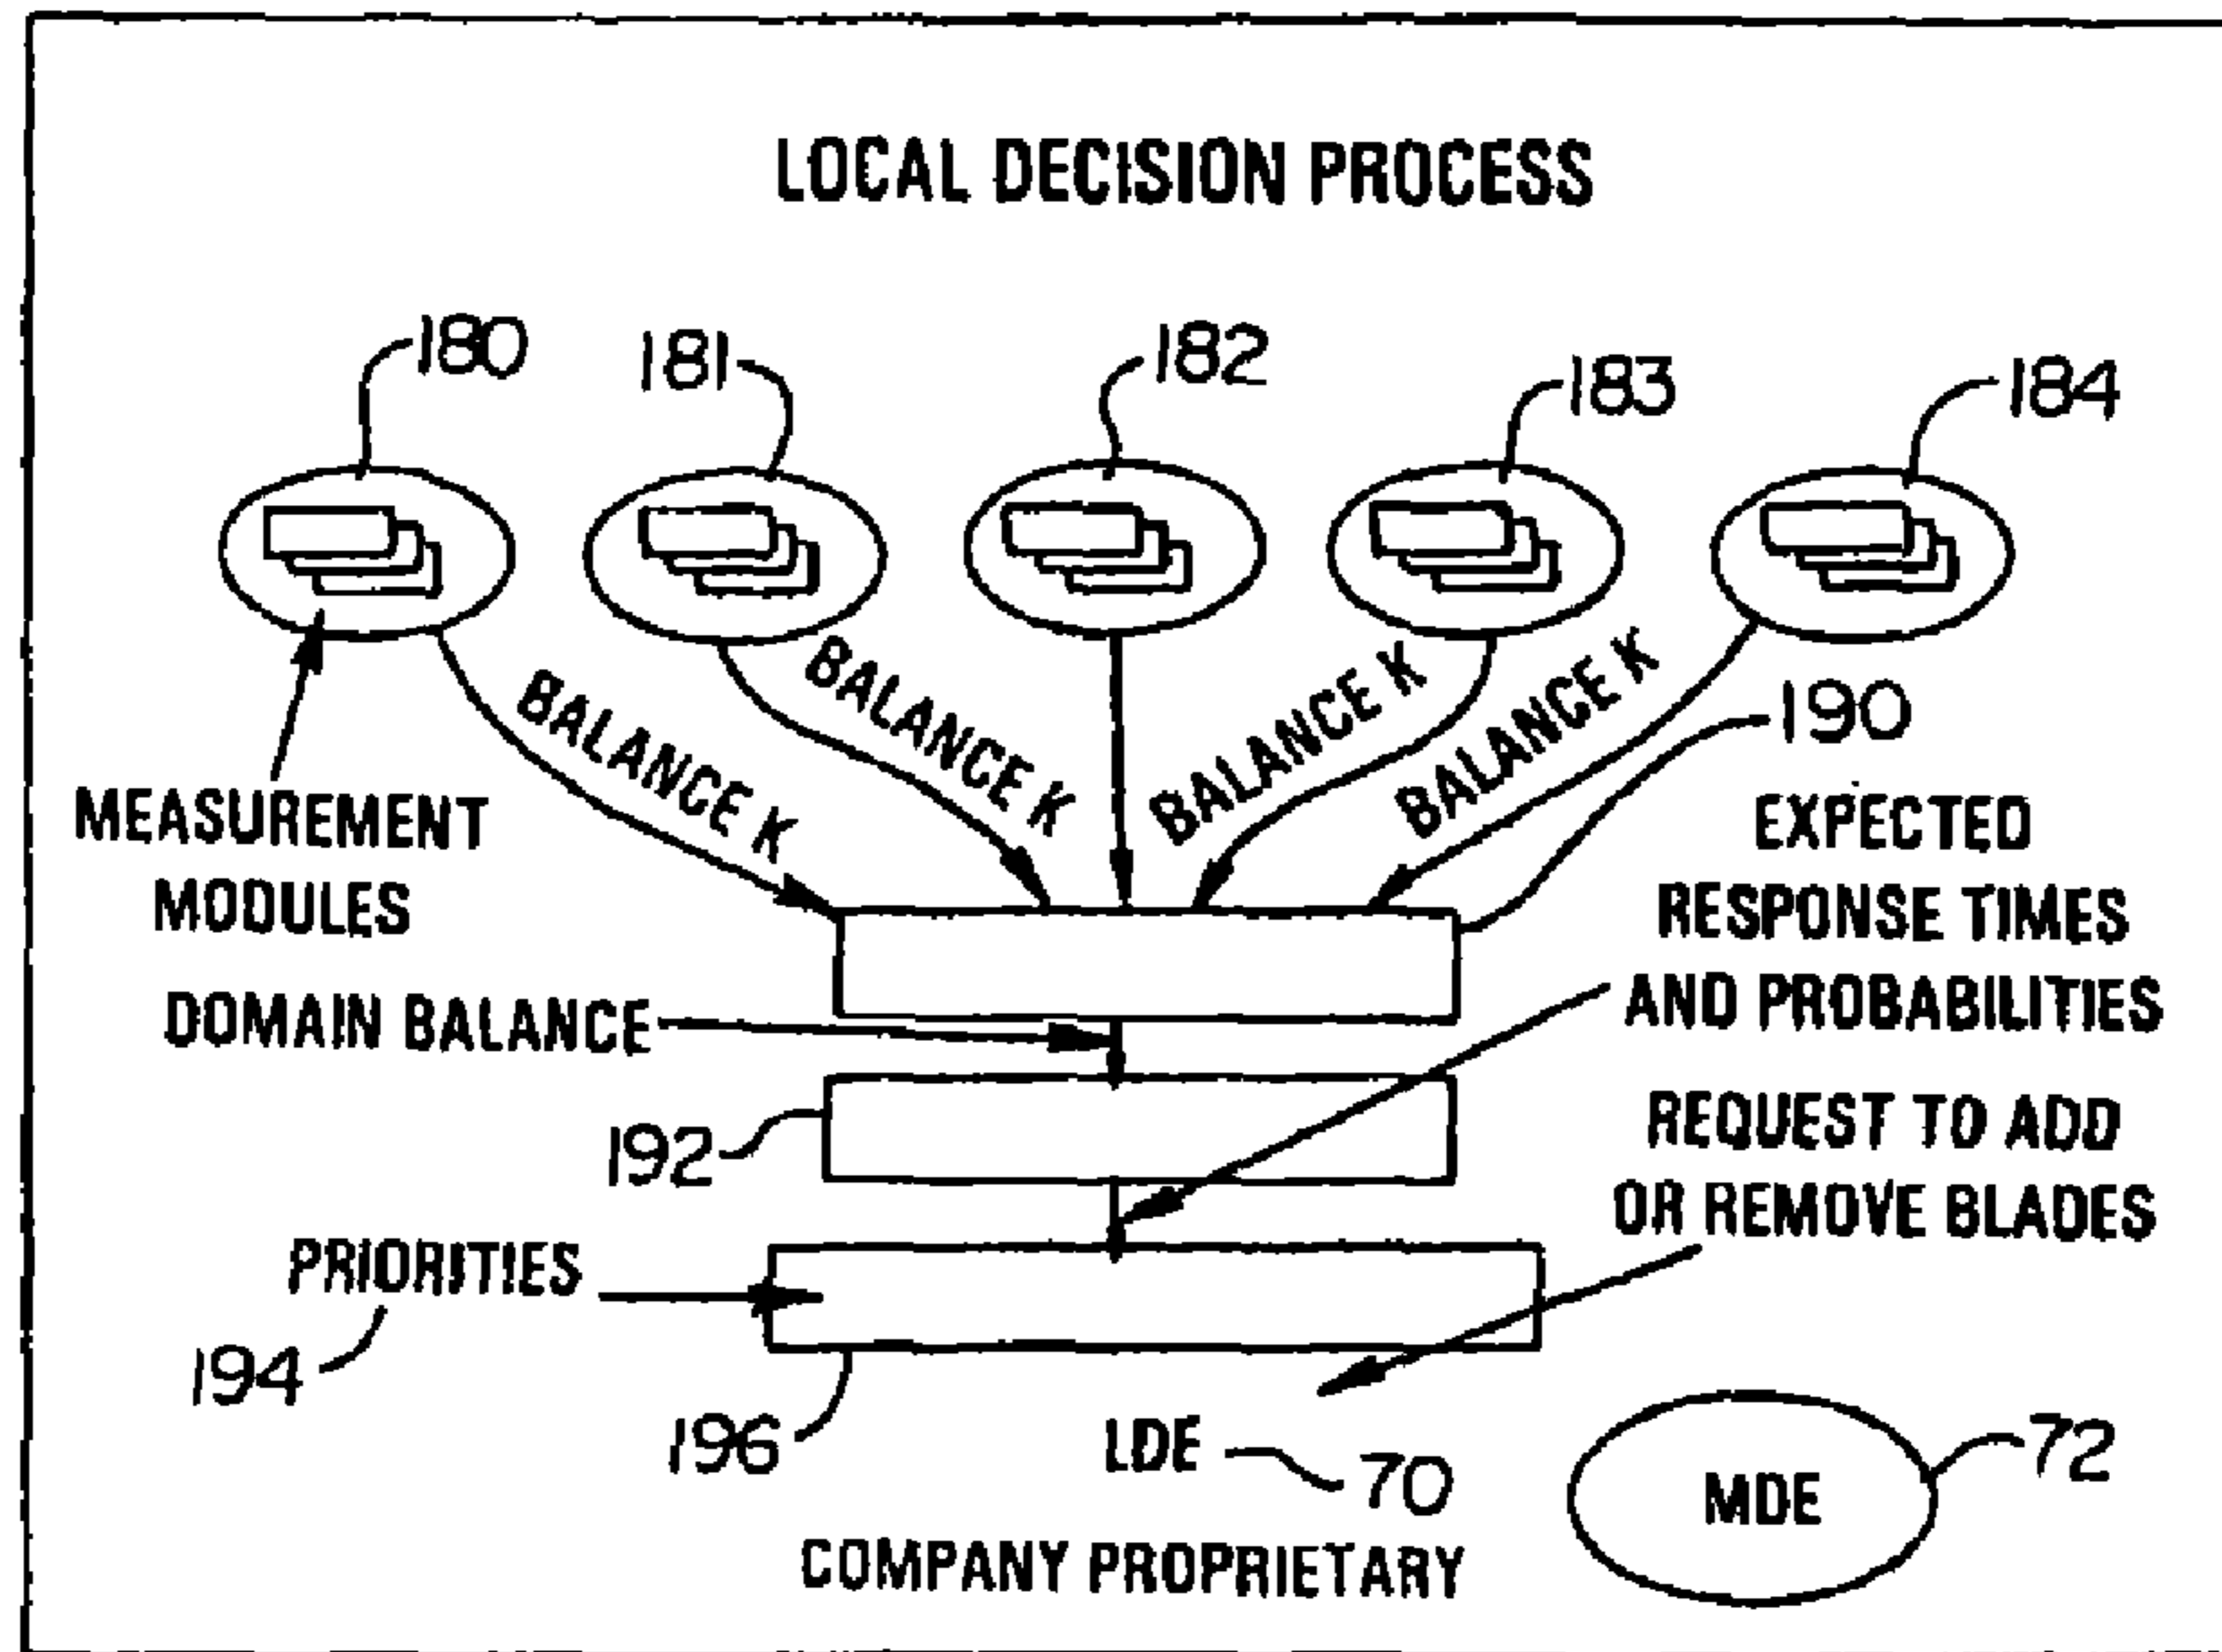 LOCAL DECISION PROCESS
180
181
182
183
184
BALANCE K
BALANCE K
BALANCE K
BALANCE K
190
MEASUREMENT
MODULES
EXPECTED
RESPONSE TIMES
AND PROBABILITIES
DOMAIN BALANCE
192
REQUEST TO ADD
OR REMOVE BLADES
PRIORITIES
194
196
LDE
70
MDE
72
COMPANY PROPRIETARY